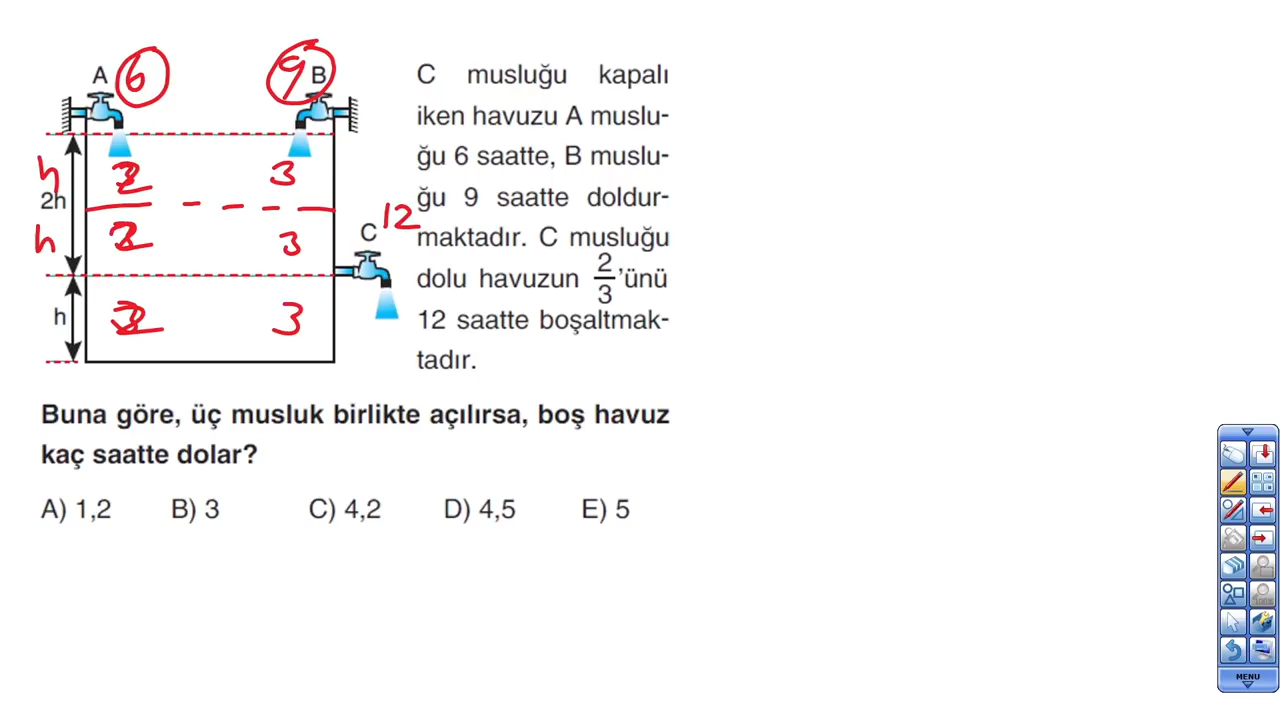 A 6 9 B
C musluğu kapalı
iken havuzu A muslu-
ğu 6 saatte, B muslu-
ğu 9 saatte doldur-
maktadır. C musluğu
dolu havuzun 2/3'ünü
12 saatte boşaltmak-
tadır.
h 2 3
2h
h 2 3
C 12
h 2 3
Buna göre, üç musluk birlikte açılırsa, boş havuz
kaç saatte dolar?
A) 1,2 B) 3 C) 4,2 D) 4,5 E) 5
MENU